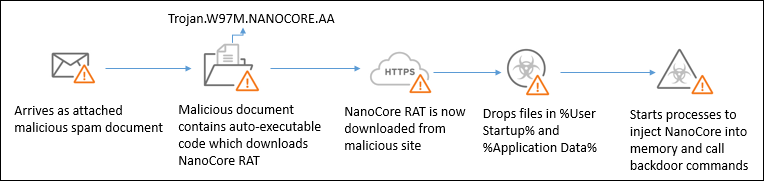 Trojan.W97M.NANOCORE.AA
HTTPS
Arrives as attached
malicious spam document
Malicious document
contains auto-executable
code which downloads
NanoCore RAT
NanoCore RAT is now
downloaded from
malicious site
Drops files in %User
Startup% and
%Application Data%
Starts processes to
inject NanoCore into
memory and call
backdoor commands